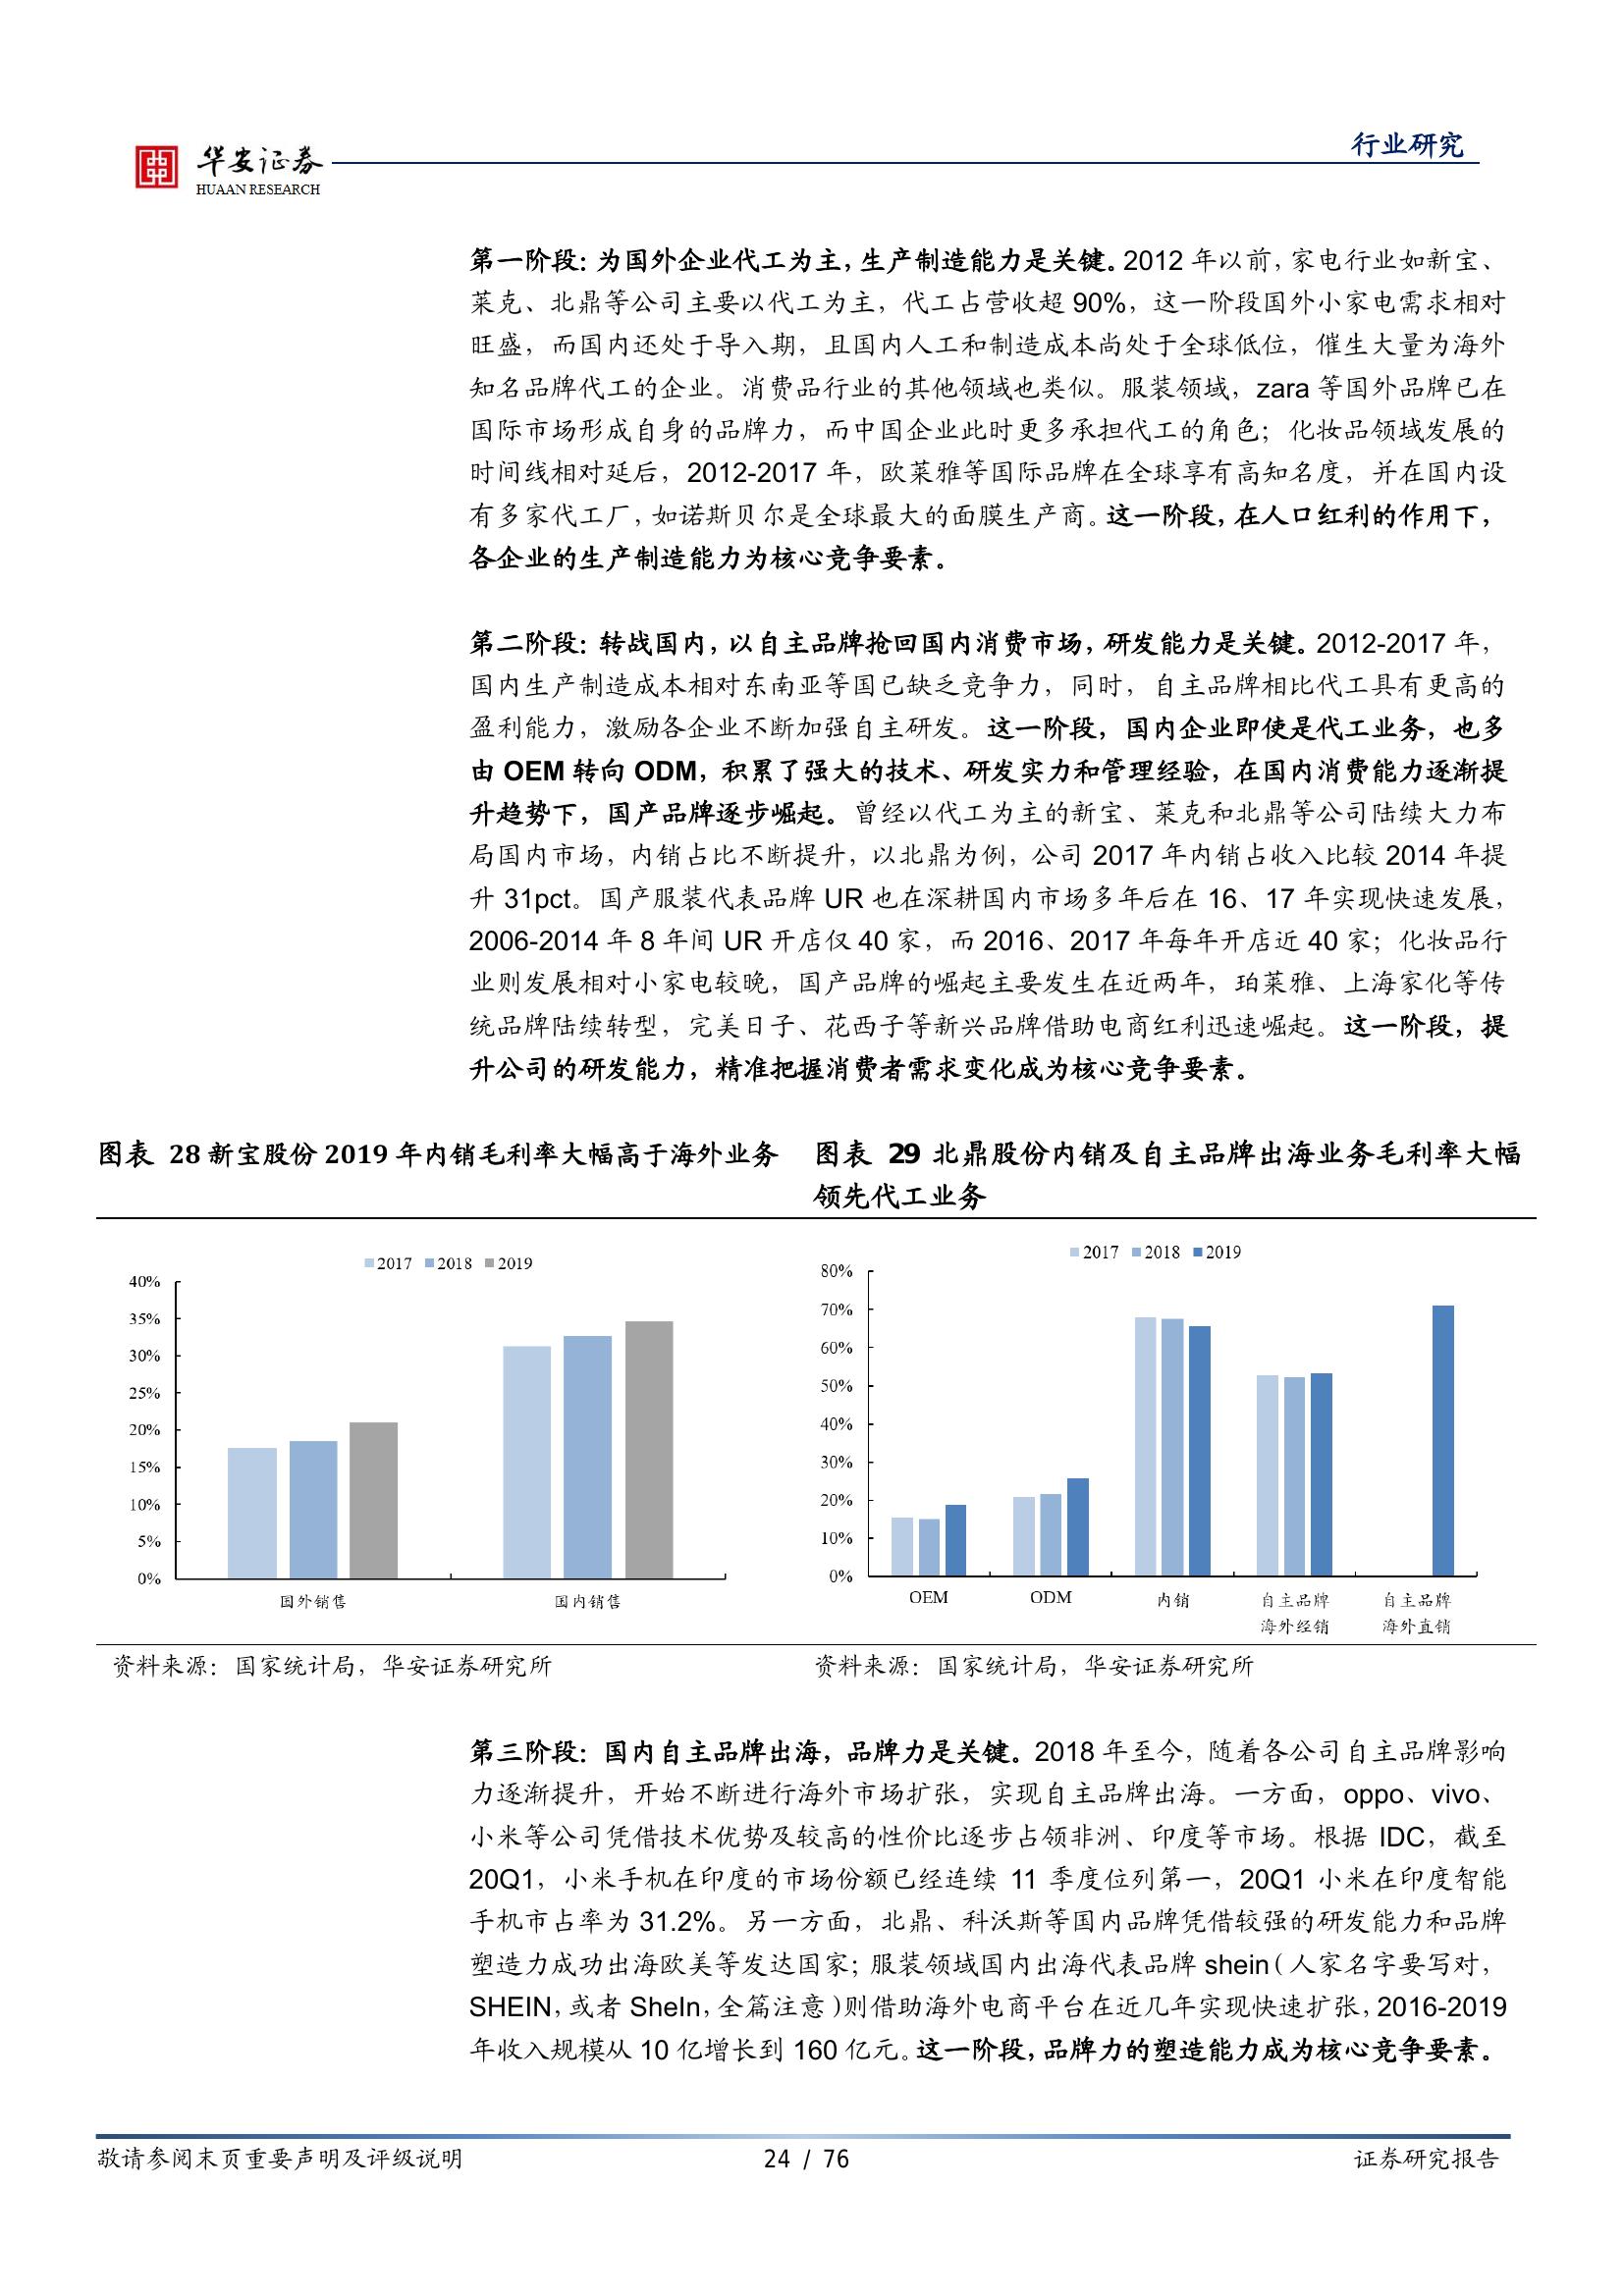 华安证券
HUAAN RESEARCH
行业研究
第一阶段：为国外企业代工为主，生产制造能力是关键。2012 年以前，家电行业如新宝、
莱克、北鼎等公司主要以代工为主，代工占营收超 90%，这一阶段国外小家电需求相对
旺盛，而国内还处于导入期，且国内人工和制造成本尚处于全球低位，催生大量为海外
知名品牌代工的企业。消费品行业的其他领域也类似。服装领域，zara 等国外品牌已在
国际市场形成自身的品牌力，而中国企业此时更多承担代工的角色；化妆品领域发展的
时间线相对延后，2012-2017 年，欧莱雅等国际品牌在全球享有高知名度，并在国内设
有多家代工厂，如诺斯贝尔是全球最大的面膜生产商。这一阶段，在人口红利的作用下，
各企业的生产制造能力为核心竞争要素。
第二阶段：转战国内，以自主品牌抢回国内消费市场，研发能力是关键。2012-2017 年，
国内生产制造成本相对东南亚等国已缺乏竞争力，同时，自主品牌相比代工具有更高的
盈利能力，激励各企业不断加强自主研发。这一阶段，国内企业即使是代工业务，也多
由 OEM 转向 ODM，积累了强大的技术、研发实力和管理经验，在国内消费能力逐渐提
升趋势下，国产品牌逐步崛起。曾经以代工为主的新宝、莱克和北鼎等公司陆续大力布
局国内市场，内销占比不断提升，以北鼎为例，公司 2017 年内销占收入比较 2014 年提
升 31pct。国产服装代表品牌 UR 也在深耕国内市场多年后在 16、17 年实现快速发展，
2006-2014 年 8 年间 UR 开店仅 40 家，而 2016、2017 年每年开店近 40 家；化妆品行
业则发展相对小家电较晚，国产品牌的崛起主要发生在近两年，珀莱雅、上海家化等传
统品牌陆续转型，完美日子、花西子等新兴品牌借助电商红利迅速崛起。这一阶段，提
升公司的研发能力，精准把握消费者需求变化成为核心竞争要素。
图表 28 新宝股份 2019 年内销毛利率大幅高于海外业务
2017 2018 2019
40%
35%
30%
25%
20%
15%
10%
5%
0%
国外销售 国内销售
资料来源：国家统计局，华安证券研究所
图表 29 北鼎股份内销及自主品牌出海业务毛利率大幅
领先代工业务
2017 2018 2019
80%
70%
60%
50%
40%
30%
20%
10%
0%
OEM ODM 内销 自主品牌 自主品牌
海外经销 海外直销
资料来源：国家统计局，华安证券研究所
第三阶段：国内自主品牌出海，品牌力是关键。2018 年至今，随着各公司自主品牌影响
力逐渐提升，开始不断进行海外市场扩张，实现自主品牌出海。一方面，oppo、vivo、
小米等公司凭借技术优势及较高的性价比逐步占领非洲、印度等市场。根据 IDC，截至
20Q1，小米手机在印度的市场份额已经连续 11 季度位列第一，20Q1 小米在印度智能
手机市占率为 31.2%。另一方面，北鼎、科沃斯等国内品牌凭借较强的研发能力和品牌
塑造力成功出海欧美等发达国家；服装领域国内出海代表品牌 shein（人家名字要写对，
SHEIN，或者 SheIn，全篇注意）则借助海外电商平台在近几年实现快速扩张，2016-2019
年收入规模从 10 亿增长到 160 亿元。这一阶段，品牌力的塑造能力成为核心竞争要素。
敬请参阅末页重要声明及评级说明 24 / 76 证券研究报告